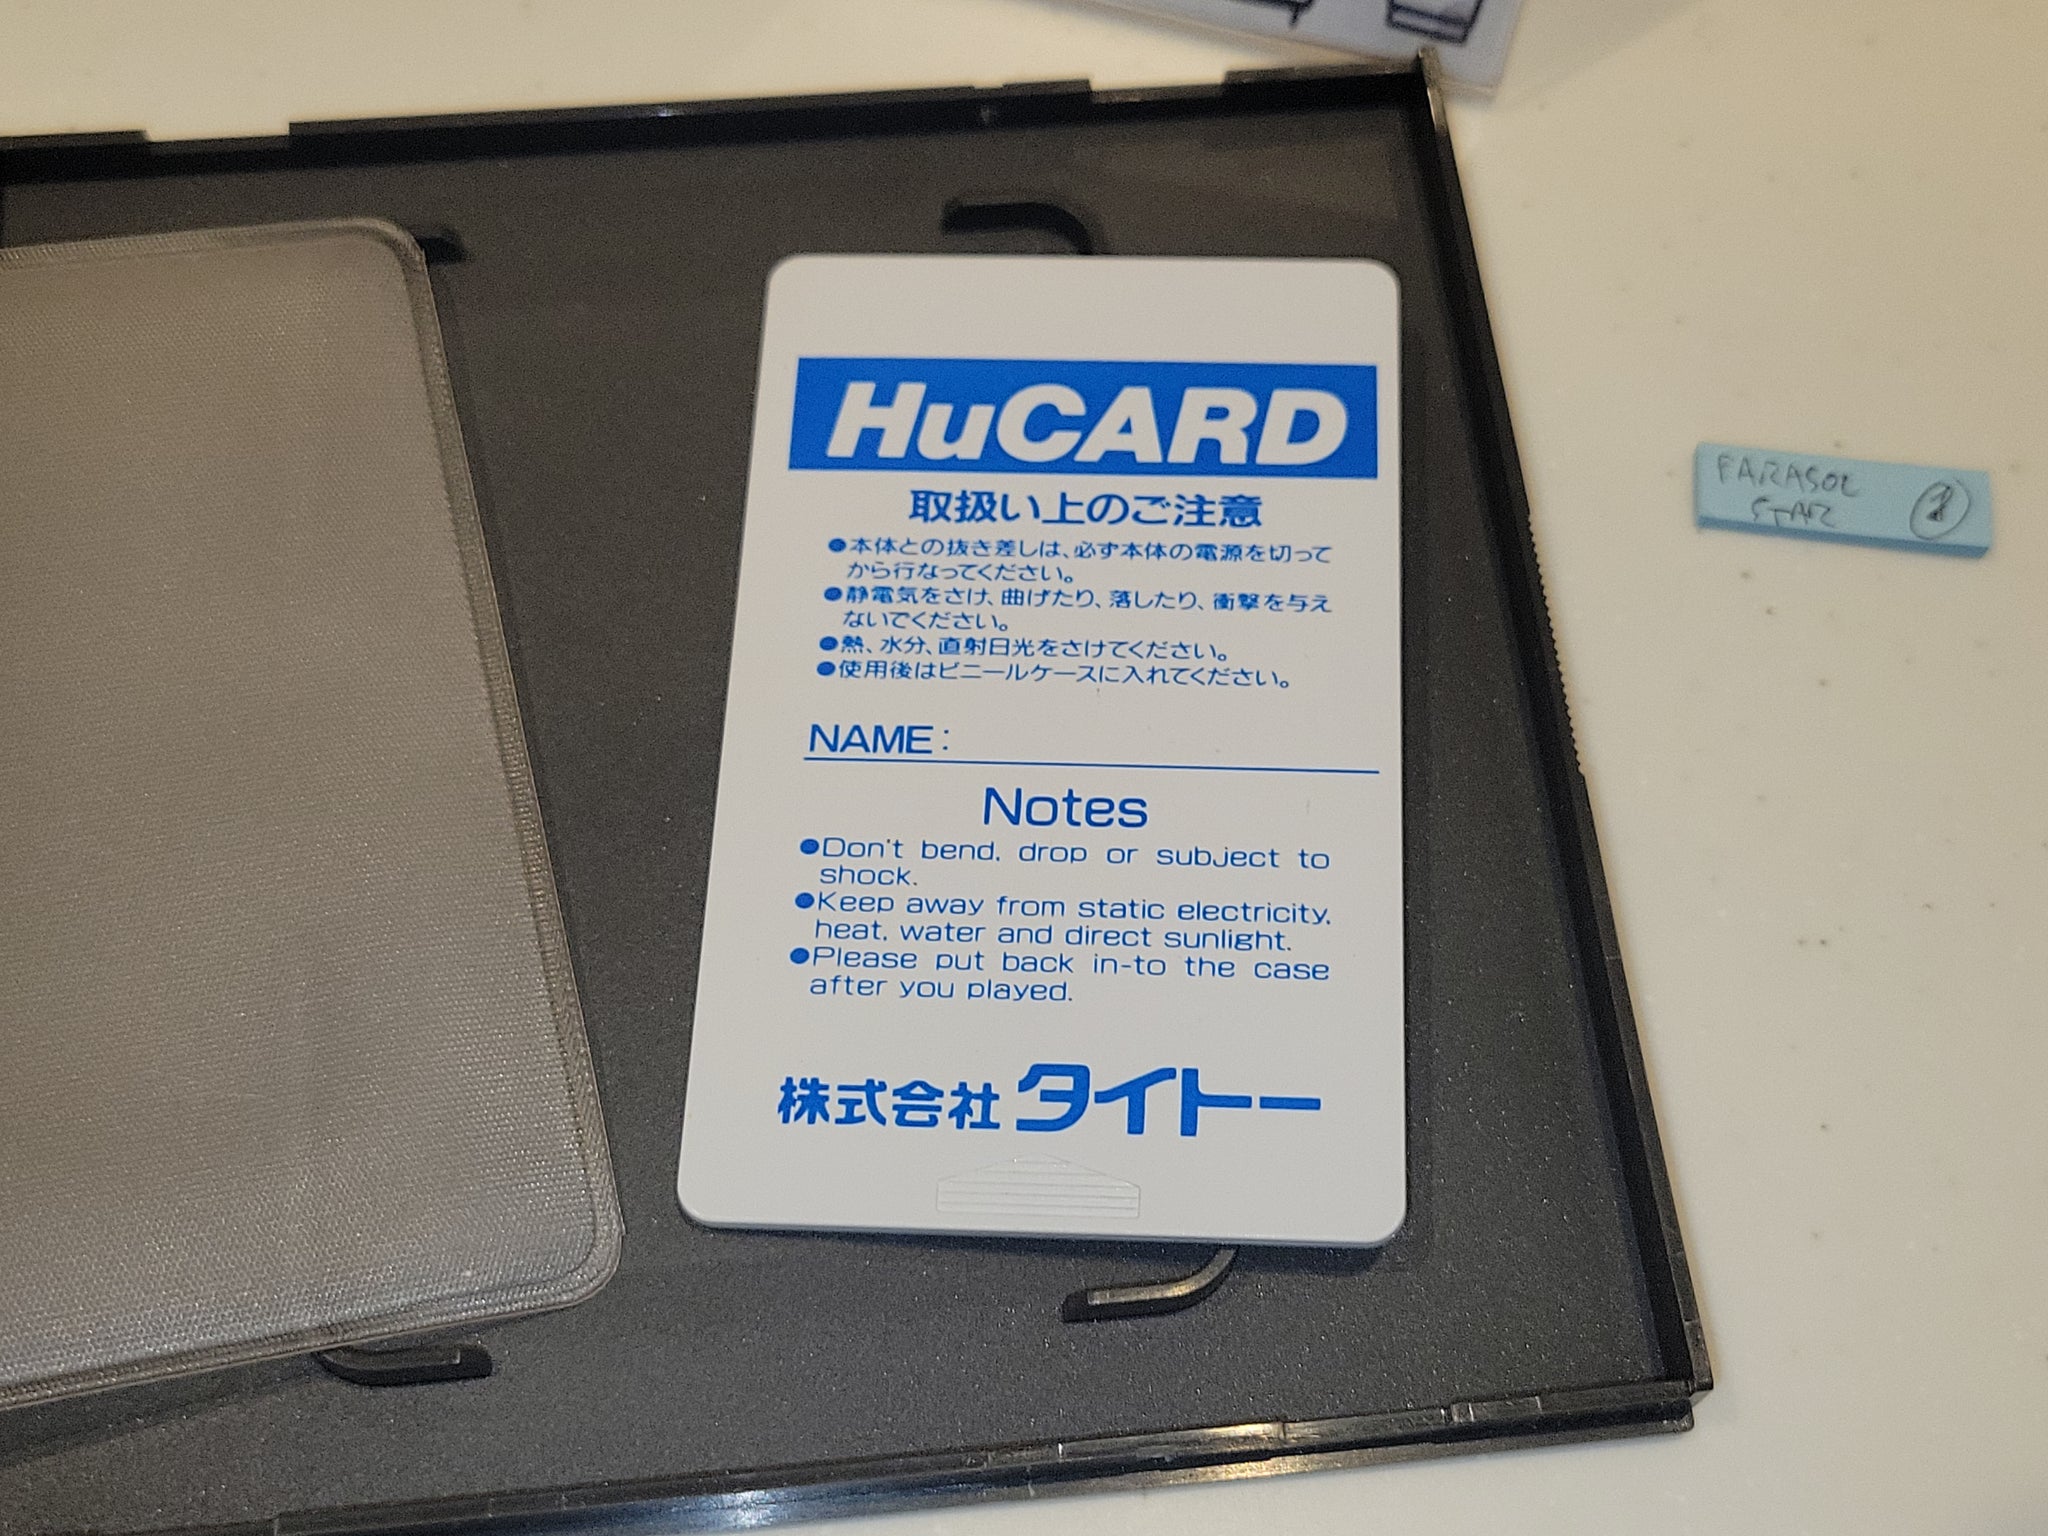 HuCARD
取扱い上のご注意
●本体との抜き差しは、必ず本体の電源を切って
から行なってください。
●静電気をさけ、曲げたり、落したり、衝撃を与え
ないでください。
●熱、水分、直射日光をさけてください。
●使用後はビニールケースに入れてください。
NAME:
Notes
●Don't bend, drop or subject to
shock.
●Keep away from static electricity,
heat, water and direct sunlight.
●Please put back in-to the case
after you played.
株式会社タイトー
PARASOL
STAR 1